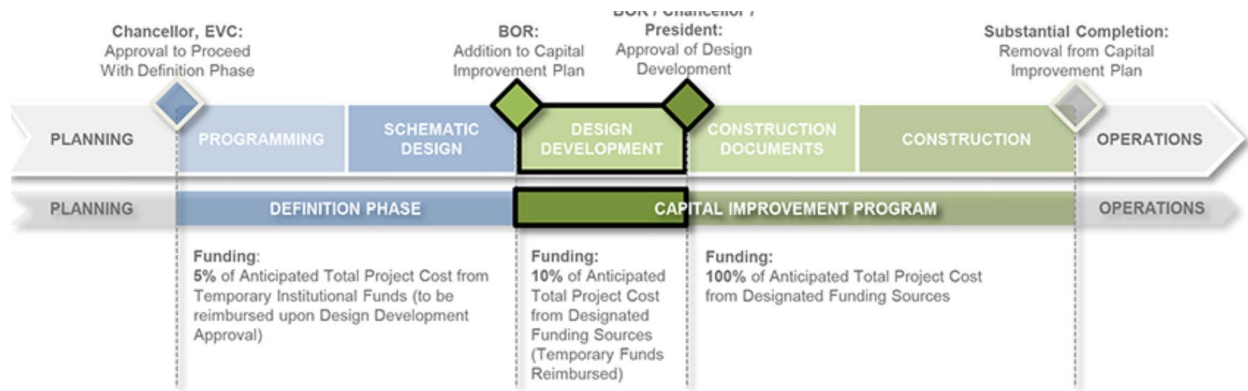 Chancellor, EVC:
Approval to Proceed
With Definition Phase
BOR:
Addition to Capital
Improvement Plan
BOR / Chancellor /
President:
Approval of Design
Development
Substantial Completion:
Removal from Capital
Improvement Plan
PLANNING
PROGRAMMING
SCHEMATIC
DESIGN
DESIGN
DEVELOPMENT
CONSTRUCTION
DOCUMENTS
CONSTRUCTION
OPERATIONS
PLANNING
DEFINITION PHASE
CAPITAL IMPROVEMENT PROGRAM
OPERATIONS
Funding:
5% of Anticipated Total Project Cost from
Temporary Institutional Funds (to be
reimbursed upon Design Development
Approval)
Funding:
10% of Anticipated
Total Project Cost
from Designated
Funding Sources
(Temporary Funds
Reimbursed)
Funding:
100% of Anticipated Total Project Cost
from Designated Funding Sources